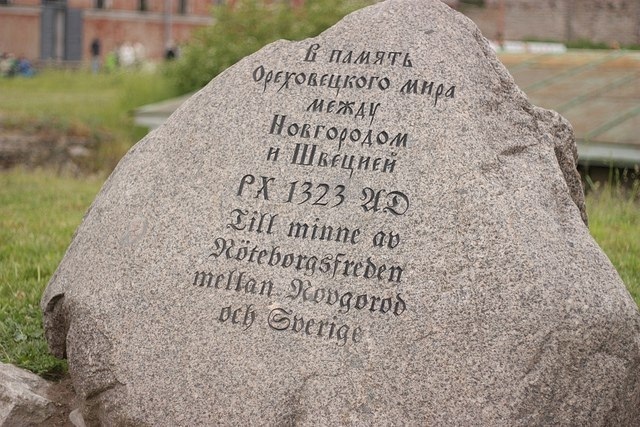 В память
Ореховецкого мира
между
Новгородом
и Швецией
РХ 1323 AD
Till minne av
Nöteborgsfreden
mellan Novgorod
och Sverige